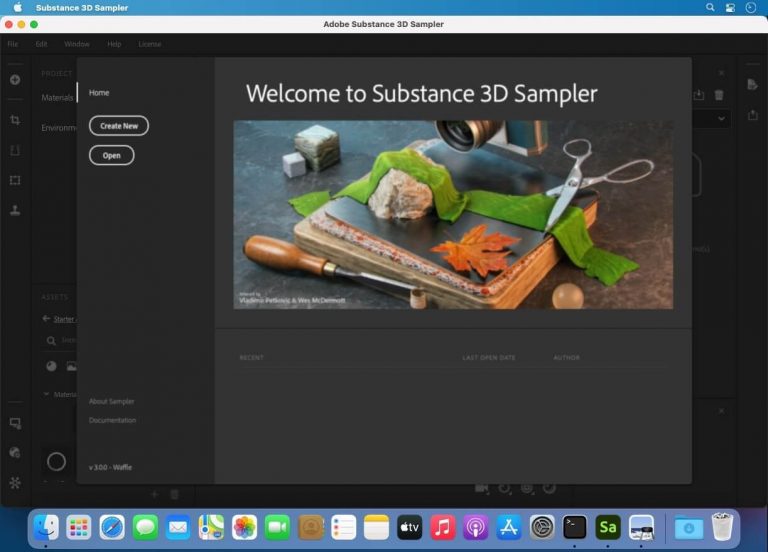 Substance 3D Sampler
Adobe Substance 3D Sampler
File Edit Window Help License
PROJECT
Materials
Home
Welcome to Substance 3D Sampler
Create New
Open
Vladimir Petkovic & Wes McDermott
ASSETS
Starter
RECENT LAST OPEN DATE AUTHOR
About Sampler
Documentation
v 3.0.0 - Waffle
tv
Sa